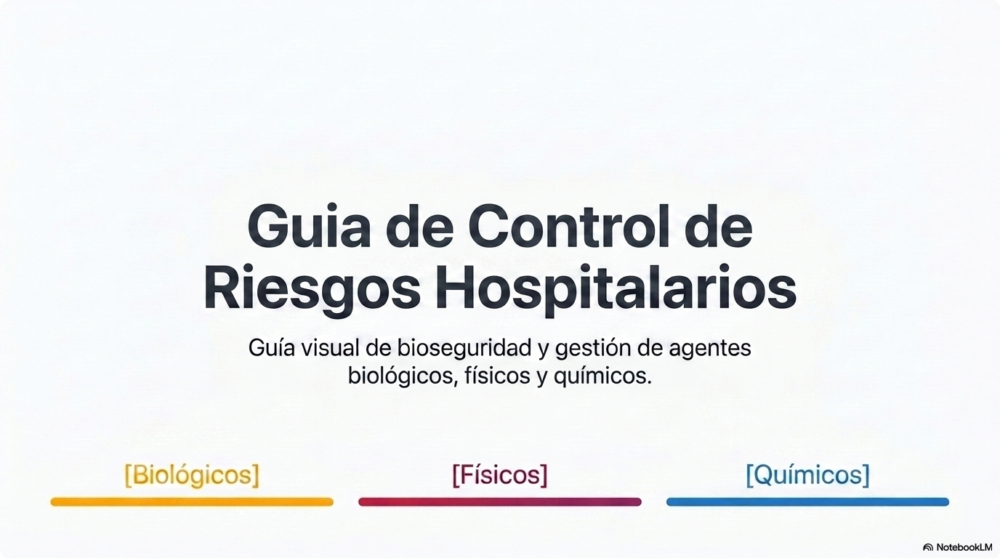 Guia de Control de
Riesgos Hospitalarios
Guía visual de bioseguridad y gestión de agentes
biológicos, físicos y químicos.
[Biológicos]
[Físicos]
[Químicos]
NotebookLM